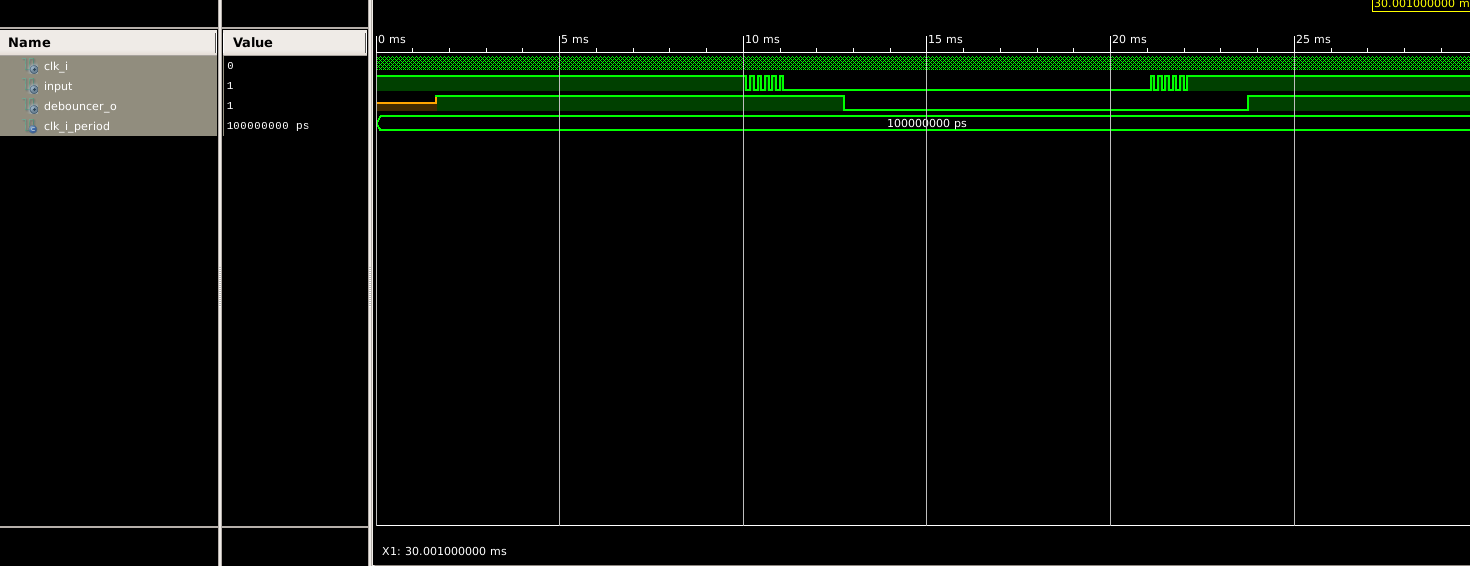 30.001000000 m
Name Value 0 ms 5 ms 10 ms 15 ms 20 ms 25 ms
clk_i 0
input 1
debouncer_o 1
clk_i_period 100000000 ps 100000000 ps
X1: 30.001000000 ms